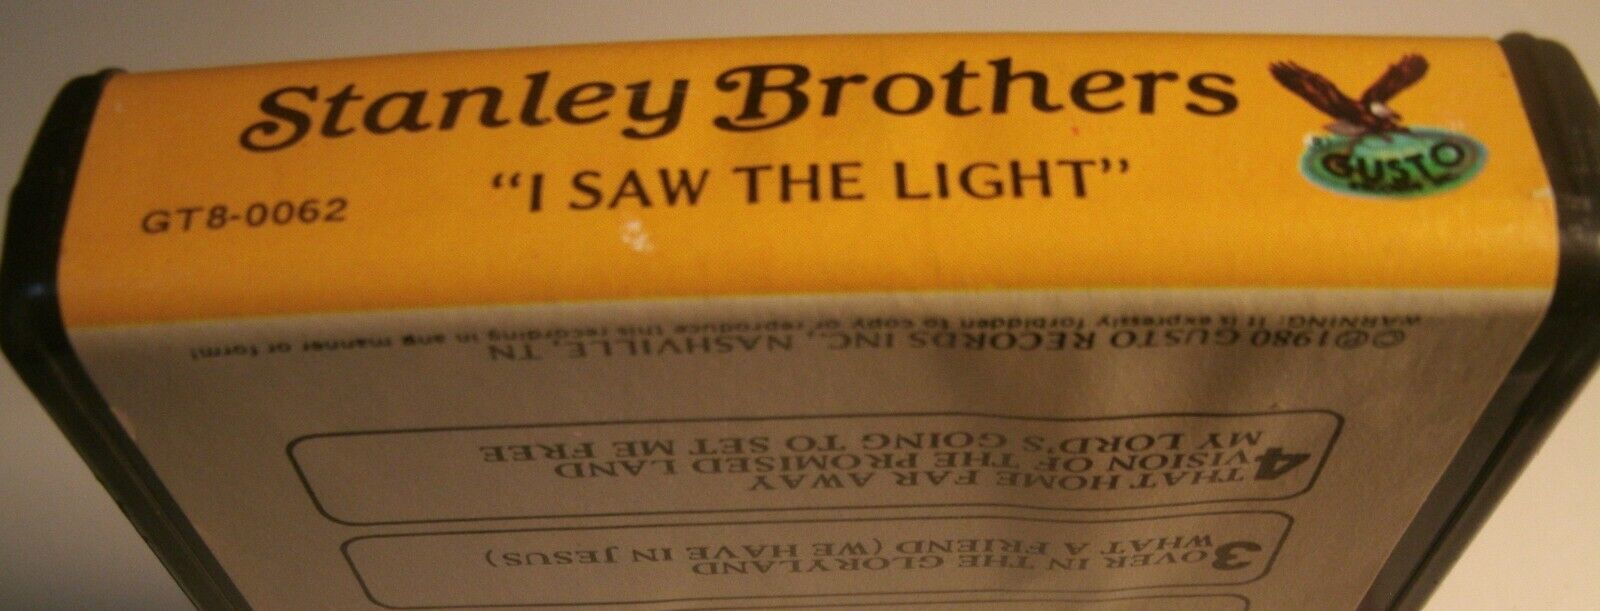 Stanley Brothers
"I SAW THE LIGHT"
GT8-0062
GUSTO
3 OVER IN THE GLORYLAND
WHAT A FRIEND (WE HAVE IN JESUS)
4 THAT HOME FAR AWAY
VISION OF THE PROMISED LAND
MY LORD'S GOING TO SET ME FREE
©℗1980 GUSTO RECORDS INC., NASHVILLE, TN
WARNING: It is expressly forbidden to copy or reproduce this recording in any manner or form!